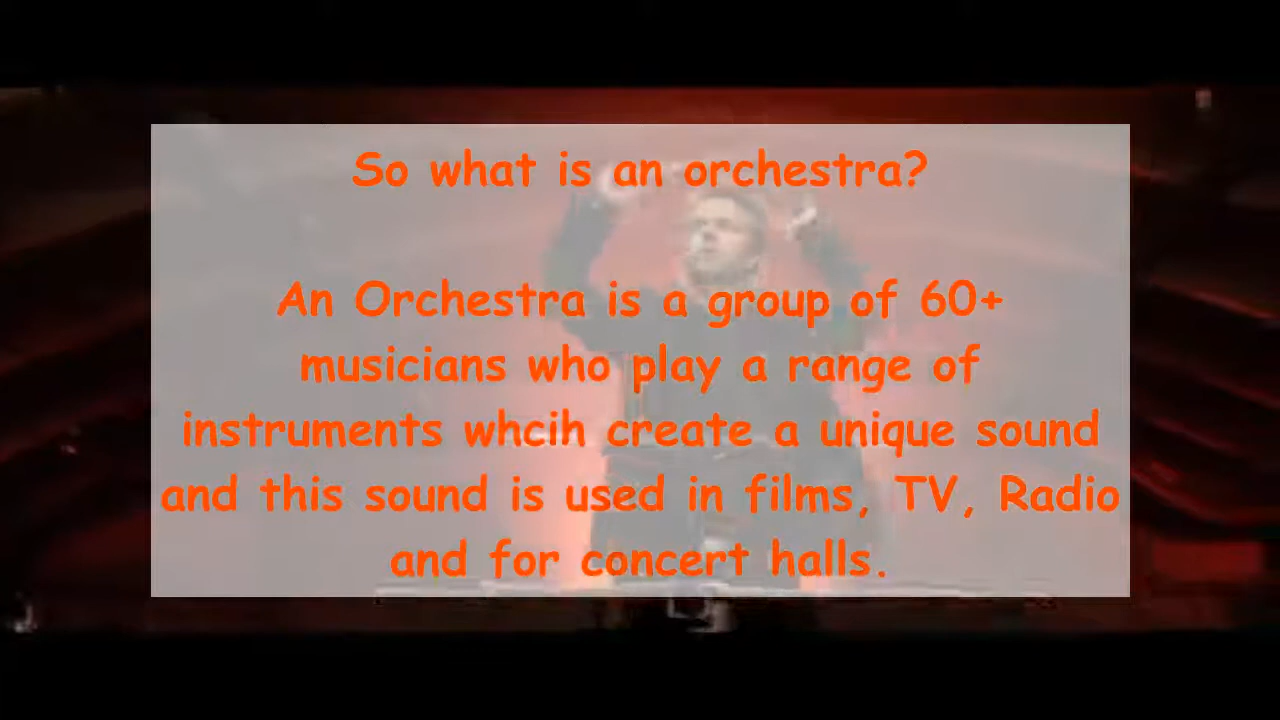 So what is an orchestra?
An Orchestra is a group of 60+
musicians who play a range of
instruments whcih create a unique sound
and this sound is used in films, TV, Radio
and for concert halls.